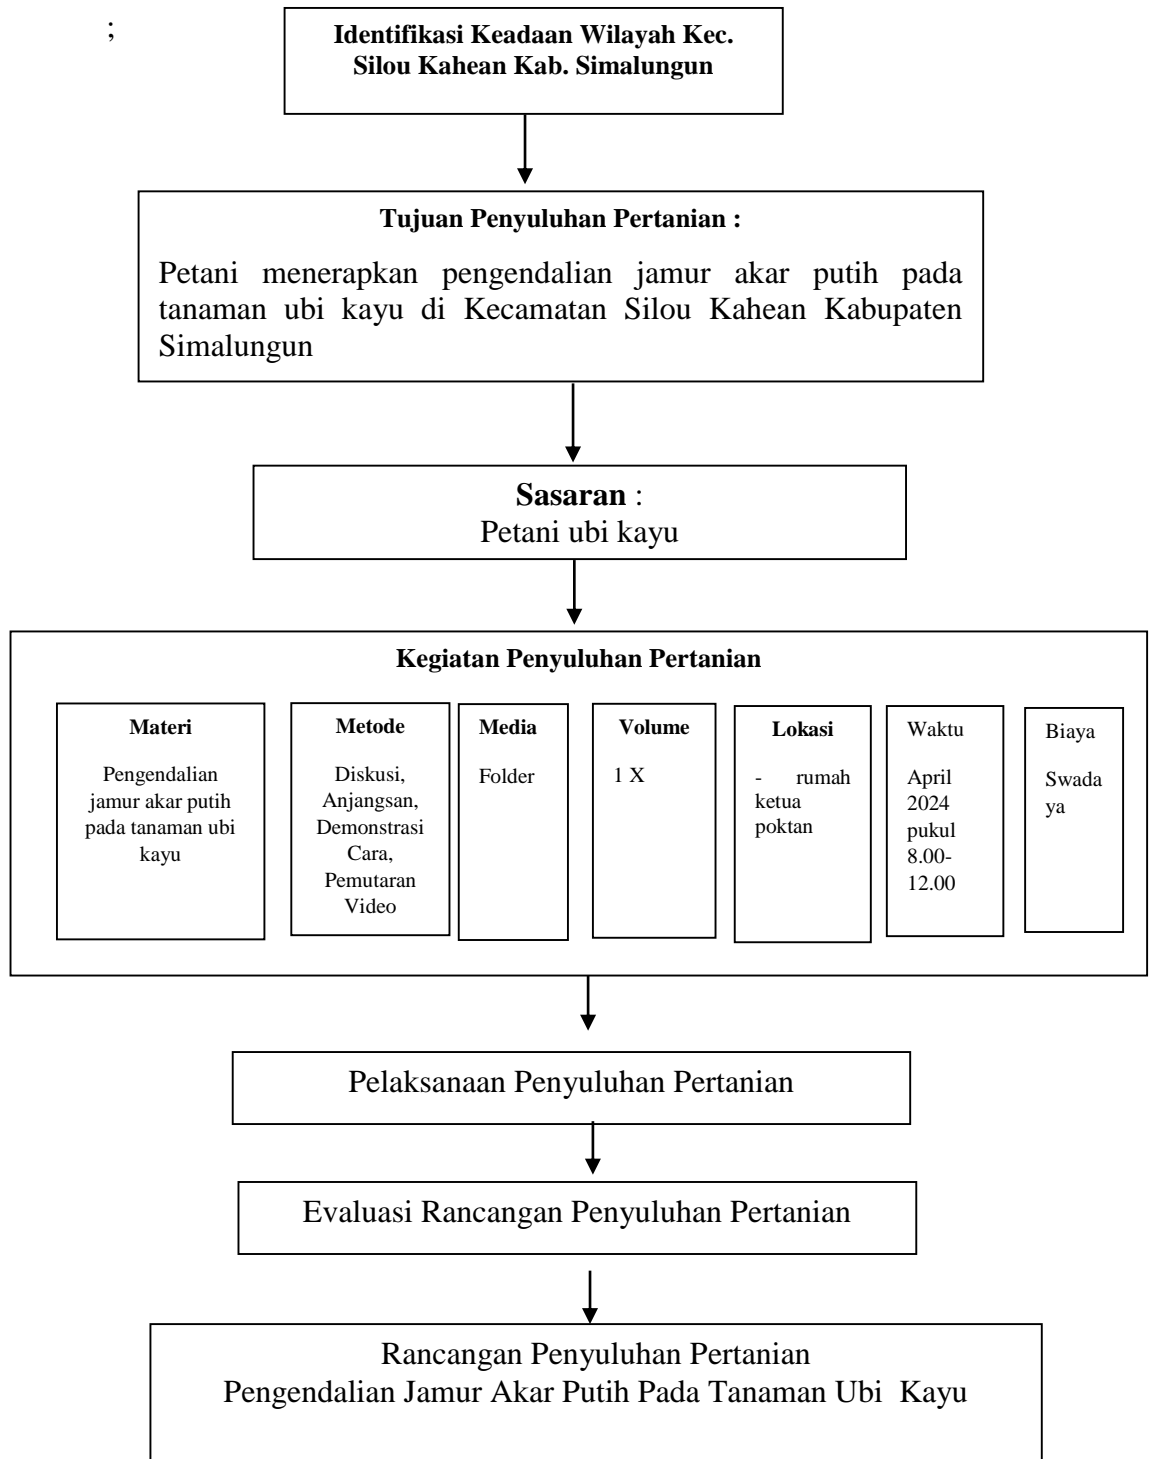 ;
Identifikasi Keadaan Wilayah Kec.
Silou Kahean Kab. Simalungun
Tujuan Penyuluhan Pertanian :
Petani menerapkan pengendalian jamur akar putih pada
tanaman ubi kayu di Kecamatan Silou Kahean Kabupaten
Simalungun
Sasaran :
Petani ubi kayu
Kegiatan Penyuluhan Pertanian
Materi
Pengendalian
jamur akar putih
pada tanaman ubi
kayu
Metode
Diskusi,
Anjangsan,
Demonstrasi
Cara,
Pemutaran
Video
Media
Folder
Volume
1 X
Lokasi
- rumah
ketua
poktan
Waktu
April
2024
pukul
8.00-
12.00
Biaya
Swada
ya
Pelaksanaan Penyuluhan Pertanian
Evaluasi Rancangan Penyuluhan Pertanian
Rancangan Penyuluhan Pertanian
Pengendalian Jamur Akar Putih Pada Tanaman Ubi  Kayu